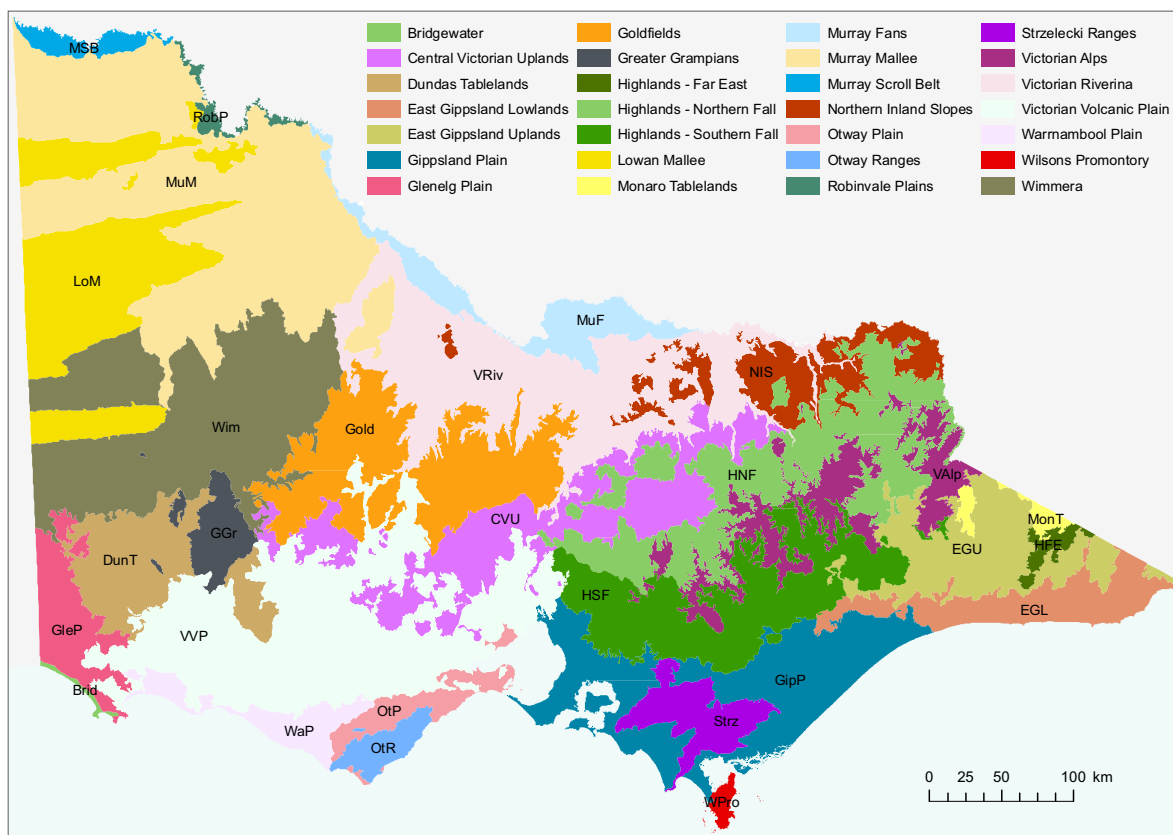 Bridgewater
Central Victorian Uplands
Dundas Tablelands
East Gippsland Lowlands
East Gippsland Uplands
Gippsland Plain
Glenelg Plain
Goldfields
Greater Grampians
Highlands - Far East
Highlands - Northern Fall
Highlands - Southern Fall
Lowan Mallee
Monaro Tablelands
Murray Fans
Murray Mallee
Murray Scroll Belt
Northern Inland Slopes
Otway Plain
Otway Ranges
Robinvale Plains
Strzelecki Ranges
Victorian Alps
Victorian Riverina
Victorian Volcanic Plain
Warrnambool Plain
Wilsons Promontory
Wimmera
MSB
RobP
MuM
LoM
MuF
VRiv
NIS
Wim
Gold
HNF
VAlp
GGr
CVU
MonT
HFE
DunT
EGU
HSF
EGL
GleP
VVP
GipP
Brid
OtP
Strz
WaP
OtR
WPro
0 25 50 100 km